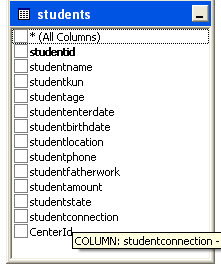 students
* (All Columns)
studentid
studentname
studentkun
studentage
studententerdate
studentbirthdate
studentlocation
studentphone
studentfatherwork
studentamount
studentstate
studentconnection
CenterId
COLUMN: studentconnection -